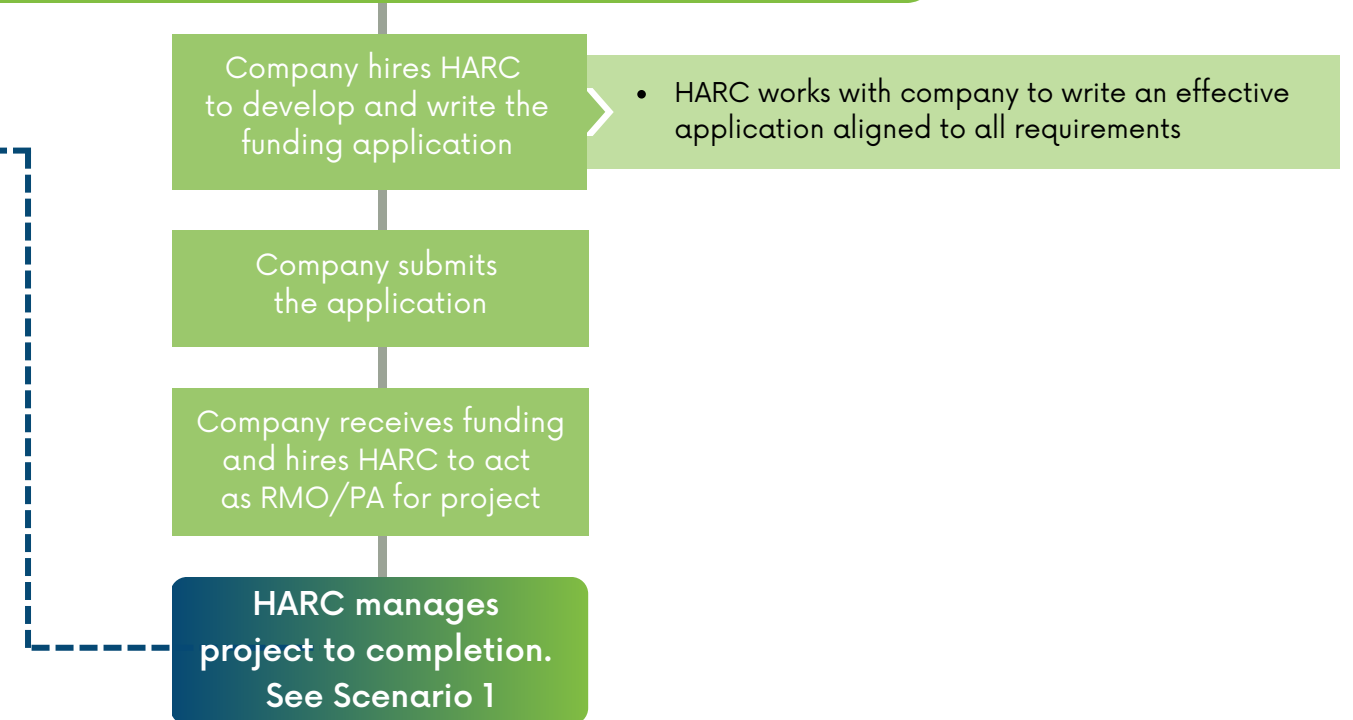 Company hires HARC
to develop and write the
funding application
• HARC works with company to write an effective
application aligned to all requirements
Company submits
the application
Company receives funding
and hires HARC to act
as RMO/PA for project
HARC manages
project to completion.
See Scenario 1